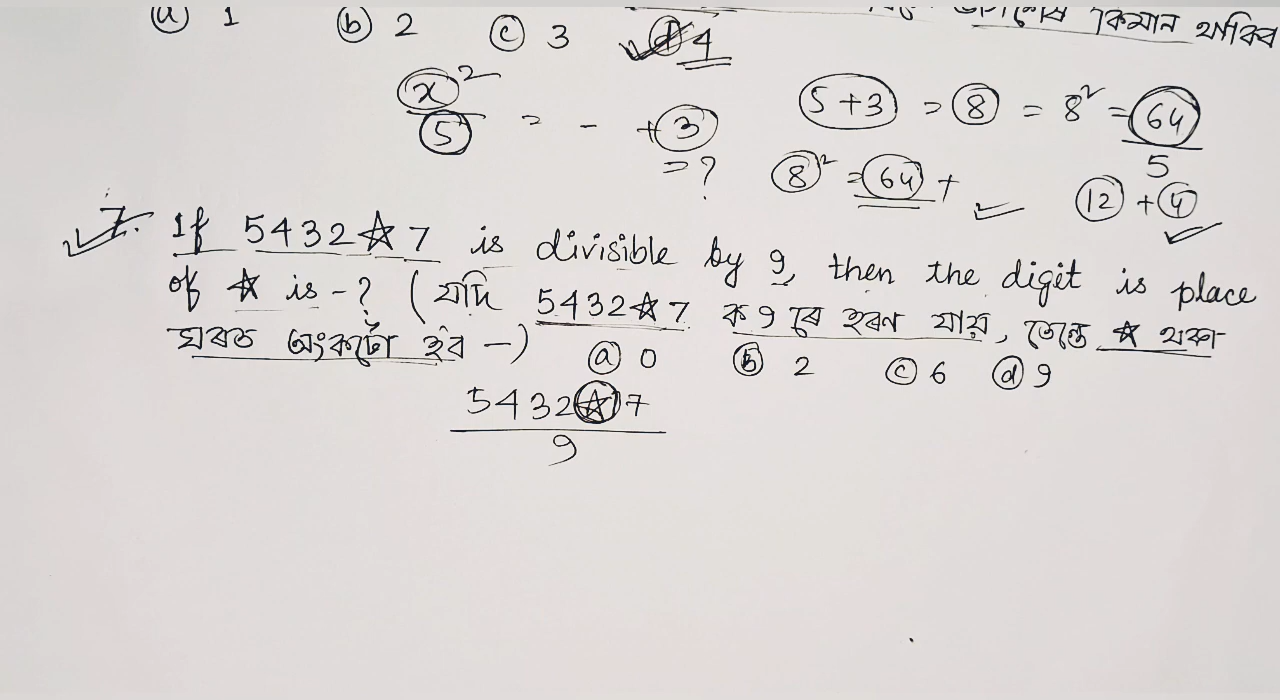 (a) 1 (b) 2 (c) 3 (d) 4 কিমান থাকিব
x² / 5 = - + 3 = ?
5 + 3 = 8 = 8² = 64 / 5
8² = 64 + 12 + 4
7. If 5432☆7 is divisible by 9, then the digit is place
of ☆ is - ? (যদি 5432☆7 ক 9 ৰে হৰণ যায়, তেন্তে ☆ থকা
ঘৰত অংকটো হ'ব -)
(a) 0 (b) 2 (c) 6 (d) 9
5432☆7
9